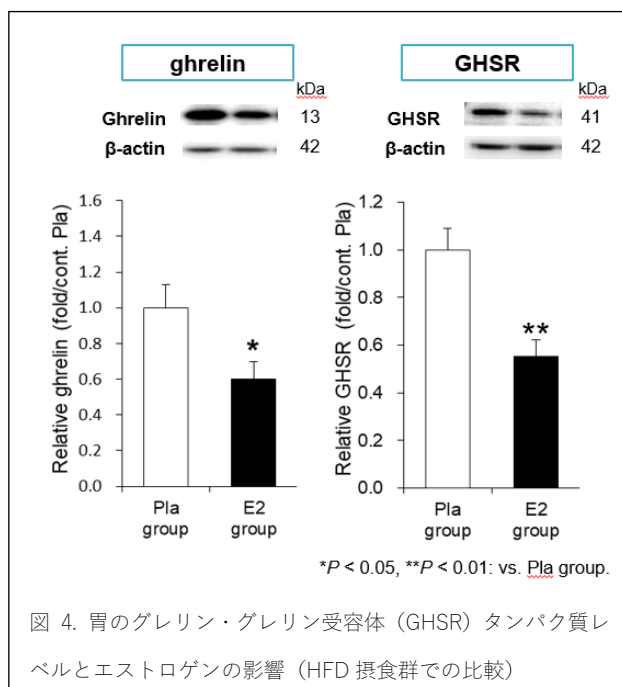 ghrelin
kDa
Ghrelin 13
β-actin 42
GHSR
kDa
GHSR 41
β-actin 42
Relative ghrelin (fold/cont. Pla)
1.6
1.4
1.2
1.0
0.8
0.6
0.4
0.2
0.0
*
Pla group
E2 group
Relative GHSR (fold/cont. Pla)
1.2
1.0
0.8
0.6
0.4
0.2
0.0
**
Pla group
E2 group
*P < 0.05, **P < 0.01: vs. Pla group.
図 4. 胃のグレリン・グレリン受容体（GHSR）タンパク質レ
ベルとエストロゲンの影響（HFD 摂食群での比較）